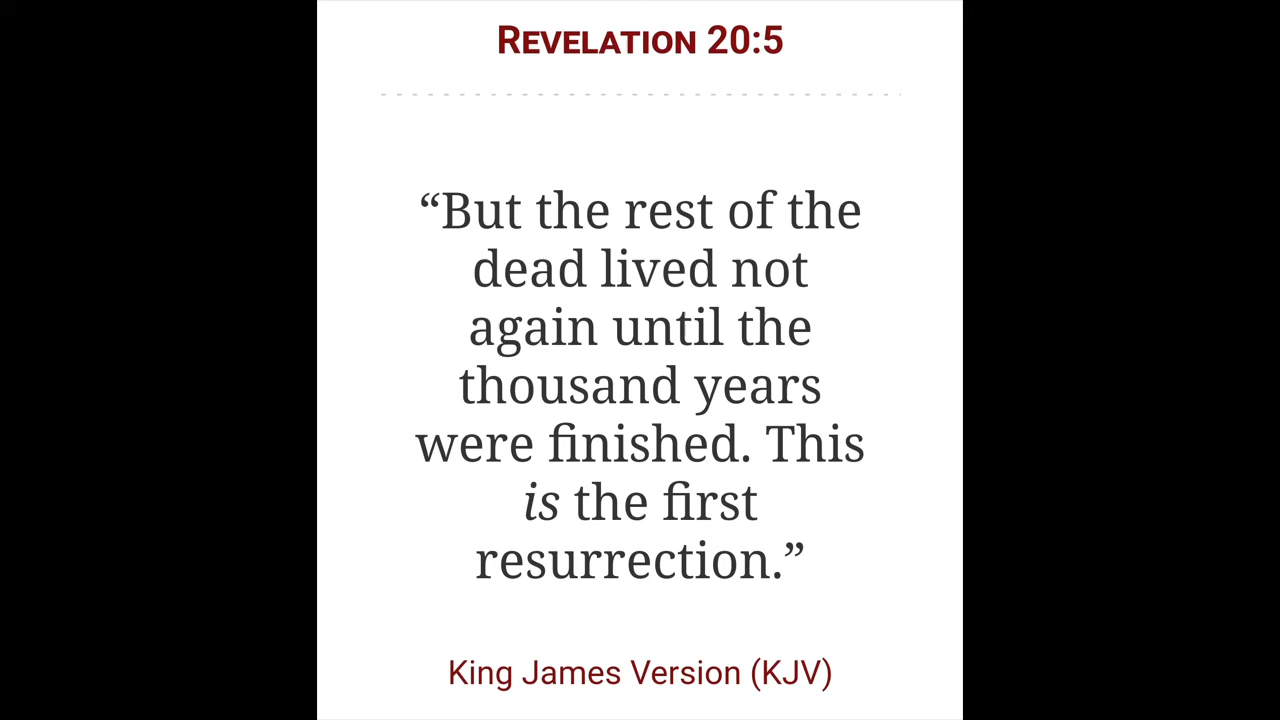 Revelation 20:5
“But the rest of the
dead lived not
again until the
thousand years
were finished. This
is the first
resurrection.”
King James Version (KJV)